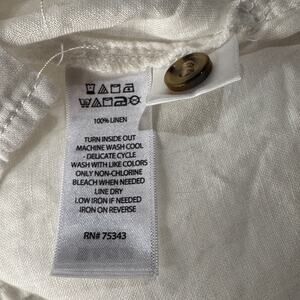 100% LINEN
TURN INSIDE OUT
MACHINE WASH COOL
- DELICATE CYCLE
WASH WITH LIKE COLORS
ONLY NON-CHLORINE
BLEACH WHEN NEEDED
LINE DRY
LOW IRON IF NEEDED
IRON ON REVERSE
RN# 75343